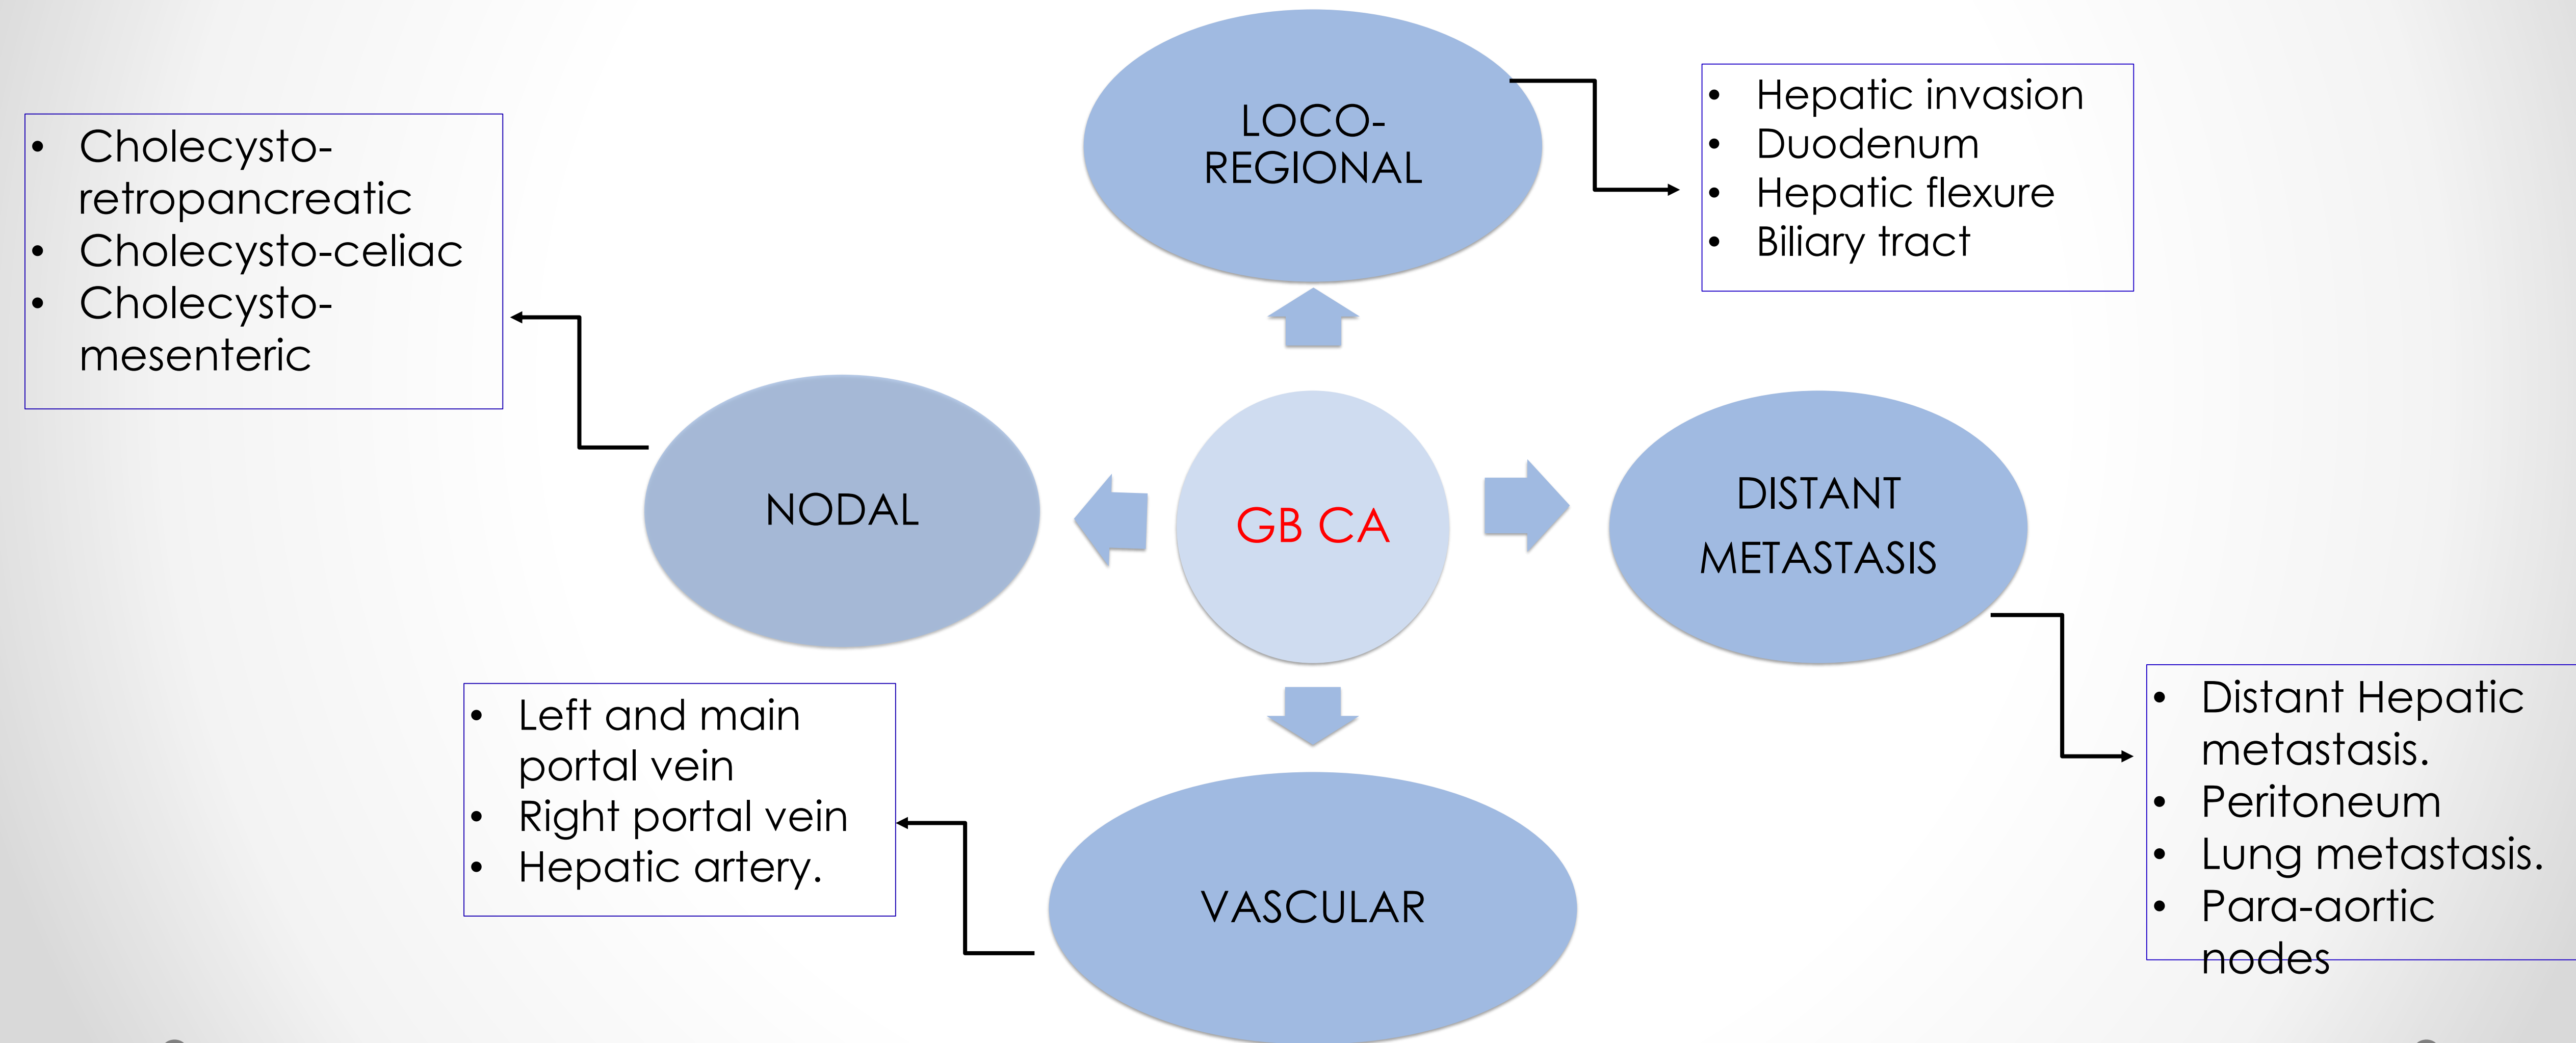 LOCO-
REGIONAL
• Hepatic invasion
• Duodenum
• Hepatic flexure
• Biliary tract
• Cholecysto-
retropancreatic
• Cholecysto-celiac
• Cholecysto-
mesenteric
NODAL
GB CA
DISTANT
METASTASIS
• Left and main
portal vein
• Right portal vein
• Hepatic artery.
VASCULAR
• Distant Hepatic
metastasis.
• Peritoneum
• Lung metastasis.
• Para-aortic
nodes